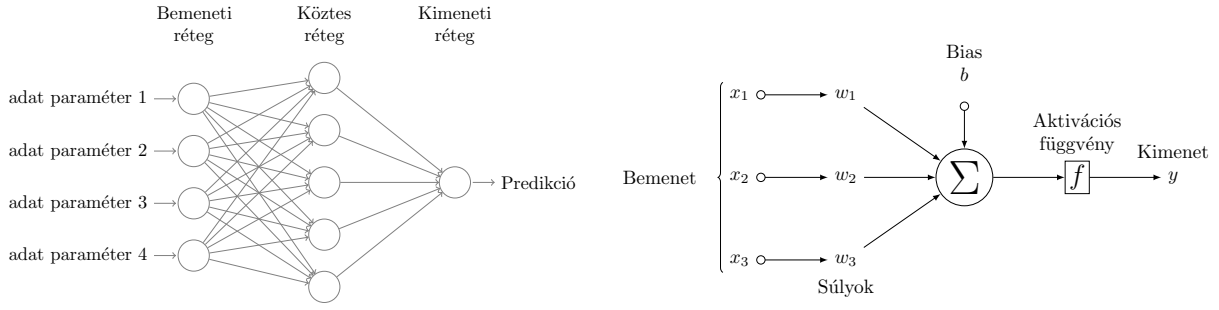 Bemeneti
réteg
Köztes
réteg
Kimeneti
réteg
adat paraméter 1
adat paraméter 2
adat paraméter 3
adat paraméter 4
Predikció
Bemenet
x₁
w₁
x₂
w₂
x₃
w₃
Súlyok
Bias
b
∑
Aktivációs
függvény
f
Kimenet
y